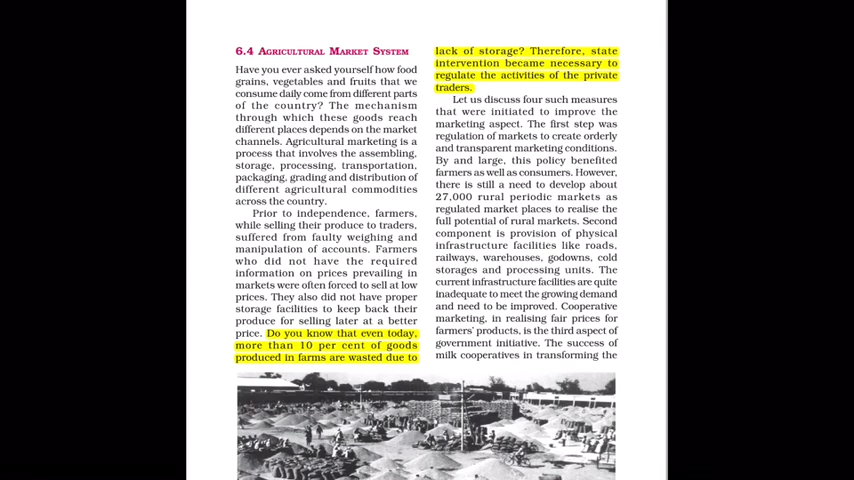 6.4 AGRICULTURAL MARKET SYSTEM
Have you ever asked yourself how food
grains, vegetables and fruits that we
consume daily come from different parts
of the country? The mechanism
through which these goods reach
different places depends on the market
channels. Agricultural marketing is a
process that involves the assembling,
storage, processing, transportation,
packaging, grading and distribution of
different agricultural commodities
across the country.
Prior to independence, farmers,
while selling their produce to traders,
suffered from faulty weighing and
manipulation of accounts. Farmers
who did not have the required
information on prices prevailing in
markets were often forced to sell at low
prices. They also did not have proper
storage facilities to keep back their
produce for selling later at a better
price. Do you know that even today,
more than 10 per cent of goods
produced in farms are wasted due to
lack of storage? Therefore, state
intervention became necessary to
regulate the activities of the private
traders.
Let us discuss four such measures
that were initiated to improve the
marketing aspect. The first step was
regulation of markets to create orderly
and transparent marketing conditions.
By and large, this policy benefited
farmers as well as consumers. However,
there is still a need to develop about
27,000 rural periodic markets as
regulated market places to realise the
full potential of rural markets. Second
component is provision of physical
infrastructure facilities like roads,
railways, warehouses, godowns, cold
storages and processing units. The
current infrastructure facilities are quite
inadequate to meet the growing demand
and need to be improved. Cooperative
marketing, in realising fair prices for
farmers' products, is the third aspect of
government initiative. The success of
milk cooperatives in transforming the